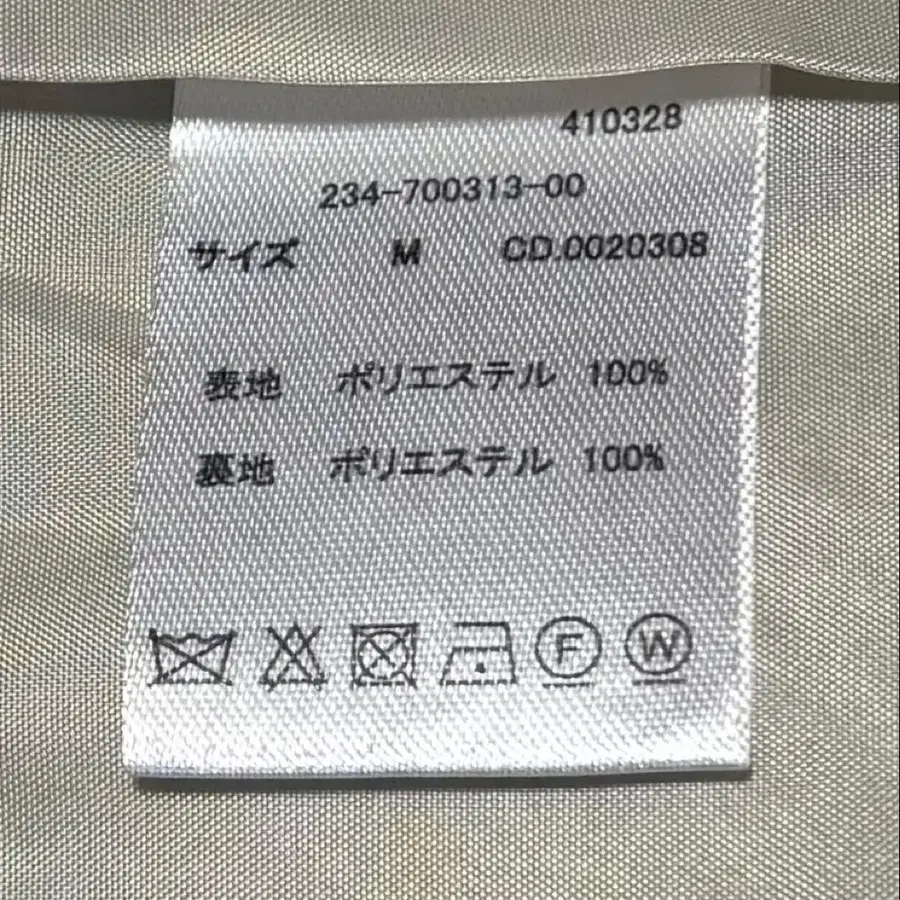 410328
234-700313-00
サイズ M CD.0020308
表地 ポリエステル 100%
裏地 ポリエステル 100%
F W